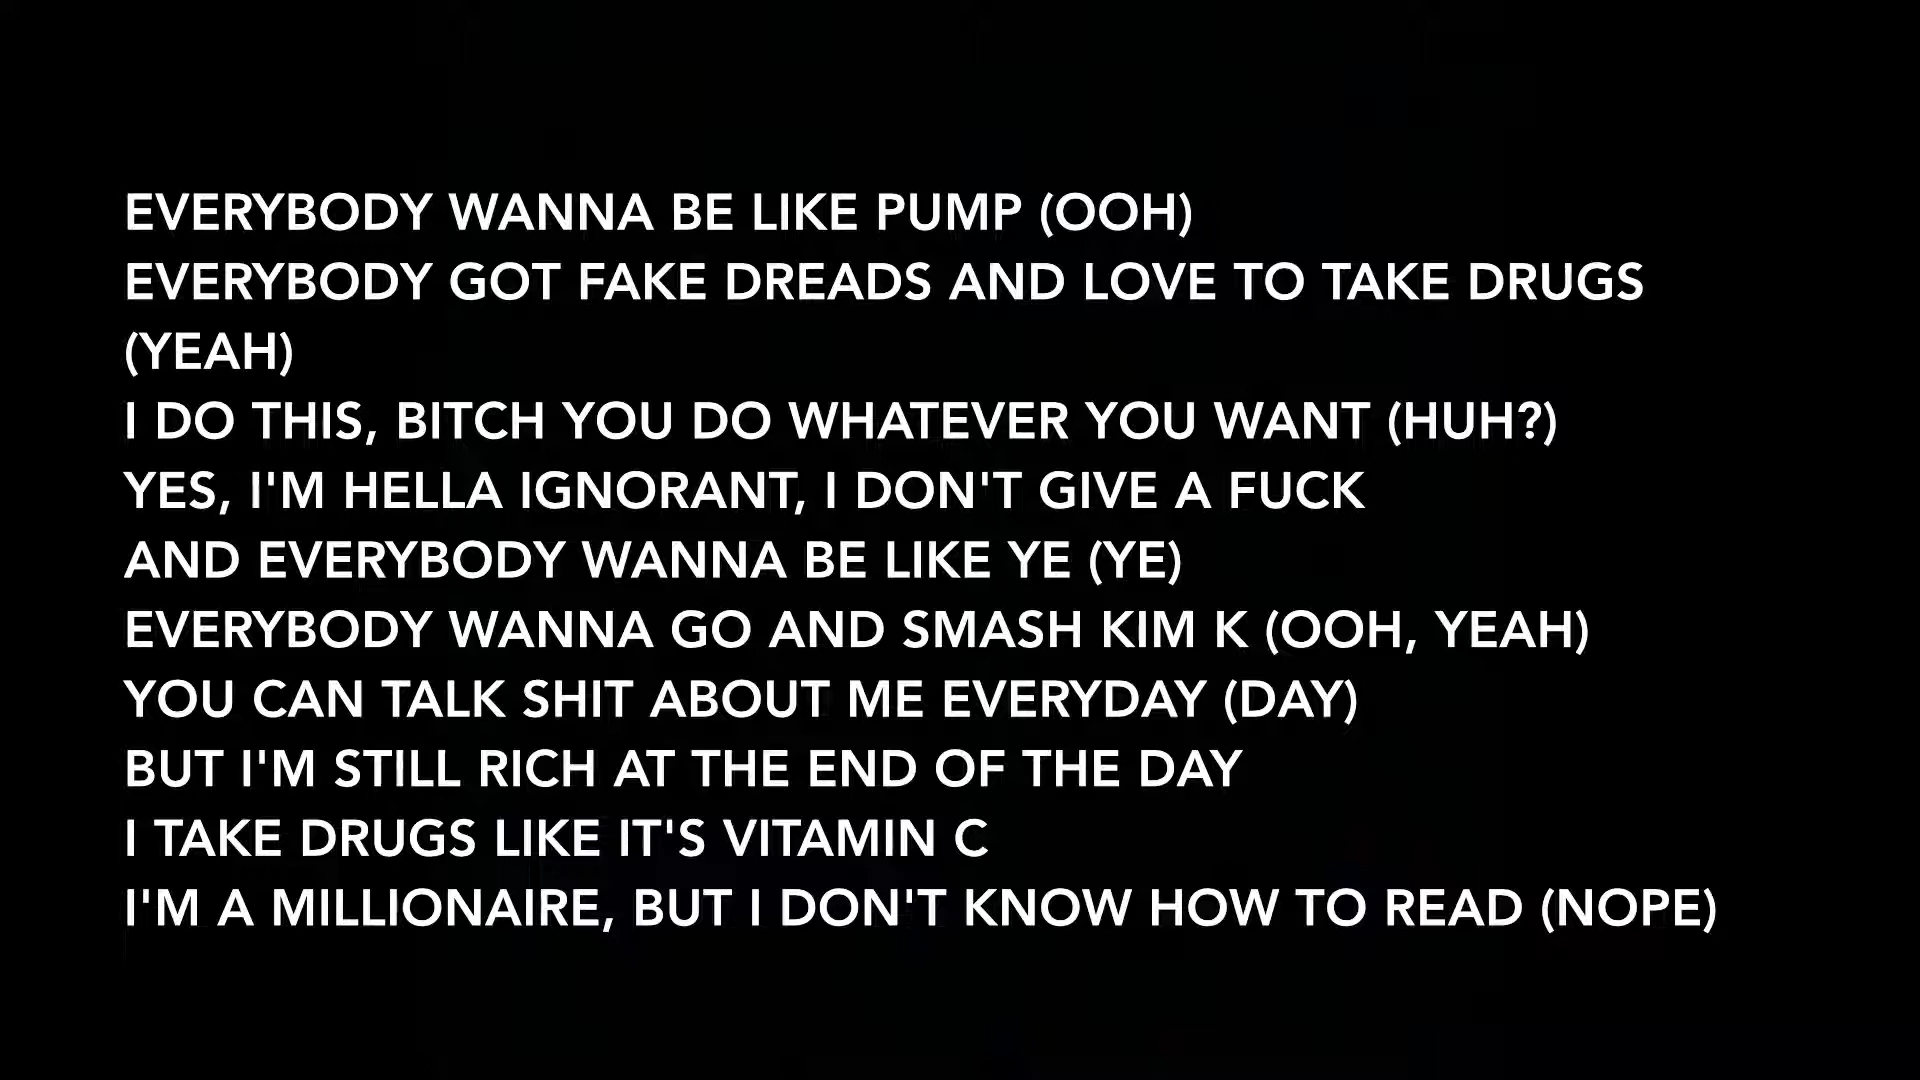 EVERYBODY WANNA BE LIKE PUMP (OOH)
EVERYBODY GOT FAKE DREADS AND LOVE TO TAKE DRUGS
(YEAH)
I DO THIS, BITCH YOU DO WHATEVER YOU WANT (HUH?)
YES, I'M HELLA IGNORANT, I DON'T GIVE A FUCK
AND EVERYBODY WANNA BE LIKE YE (YE)
EVERYBODY WANNA GO AND SMASH KIM K (OOH, YEAH)
YOU CAN TALK SHIT ABOUT ME EVERYDAY (DAY)
BUT I'M STILL RICH AT THE END OF THE DAY
I TAKE DRUGS LIKE IT'S VITAMIN C
I'M A MILLIONAIRE, BUT I DON'T KNOW HOW TO READ (NOPE)